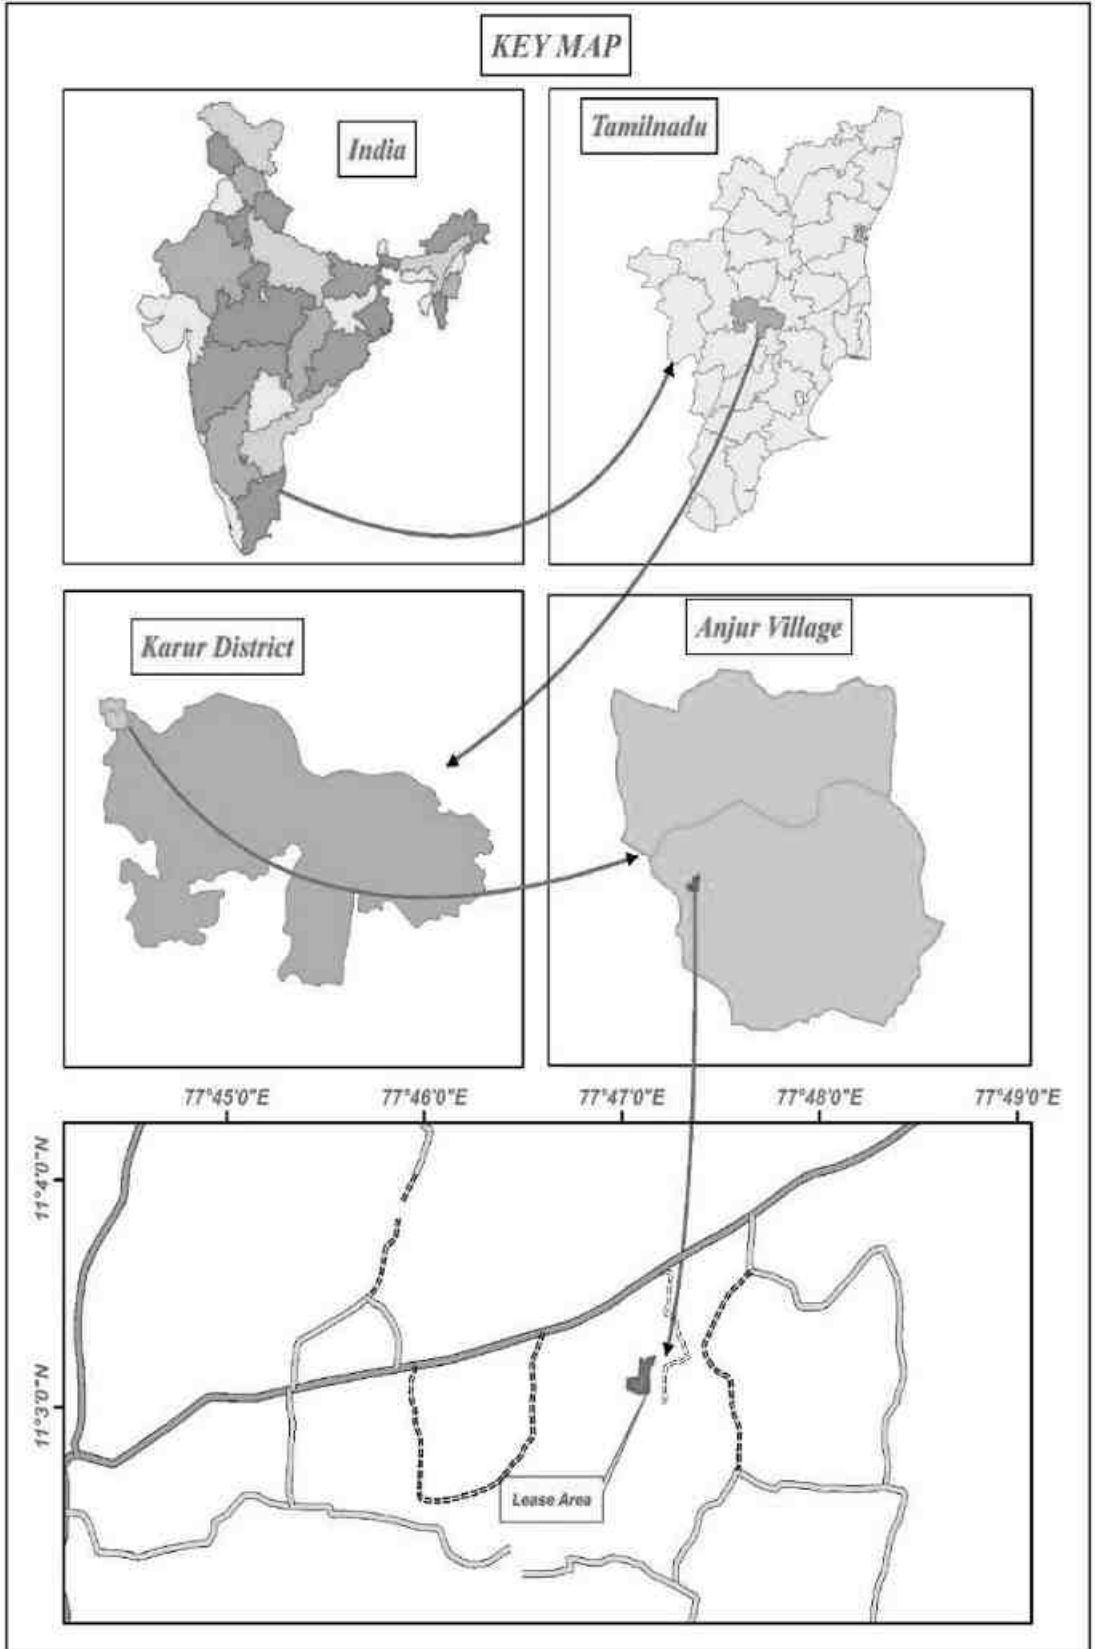 KEY MAP
India
Tamilnadu
Karur District
Anjur Village
77°45'0"E
77°46'0"E
77°47'0"E
77°48'0"E
77°49'0"E
11°4'0"N
11°3'0"N
Lease Area